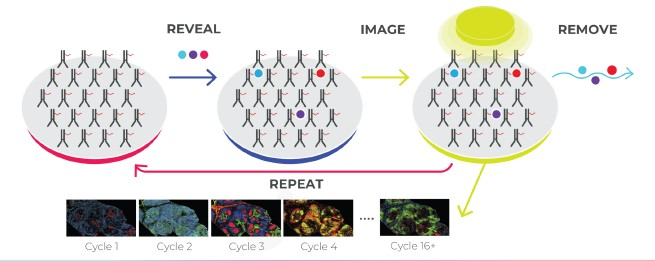 REVEAL
IMAGE
REMOVE
REPEAT
....
Cycle 1
Cycle 2
Cycle 3
Cycle 4
Cycle 16+